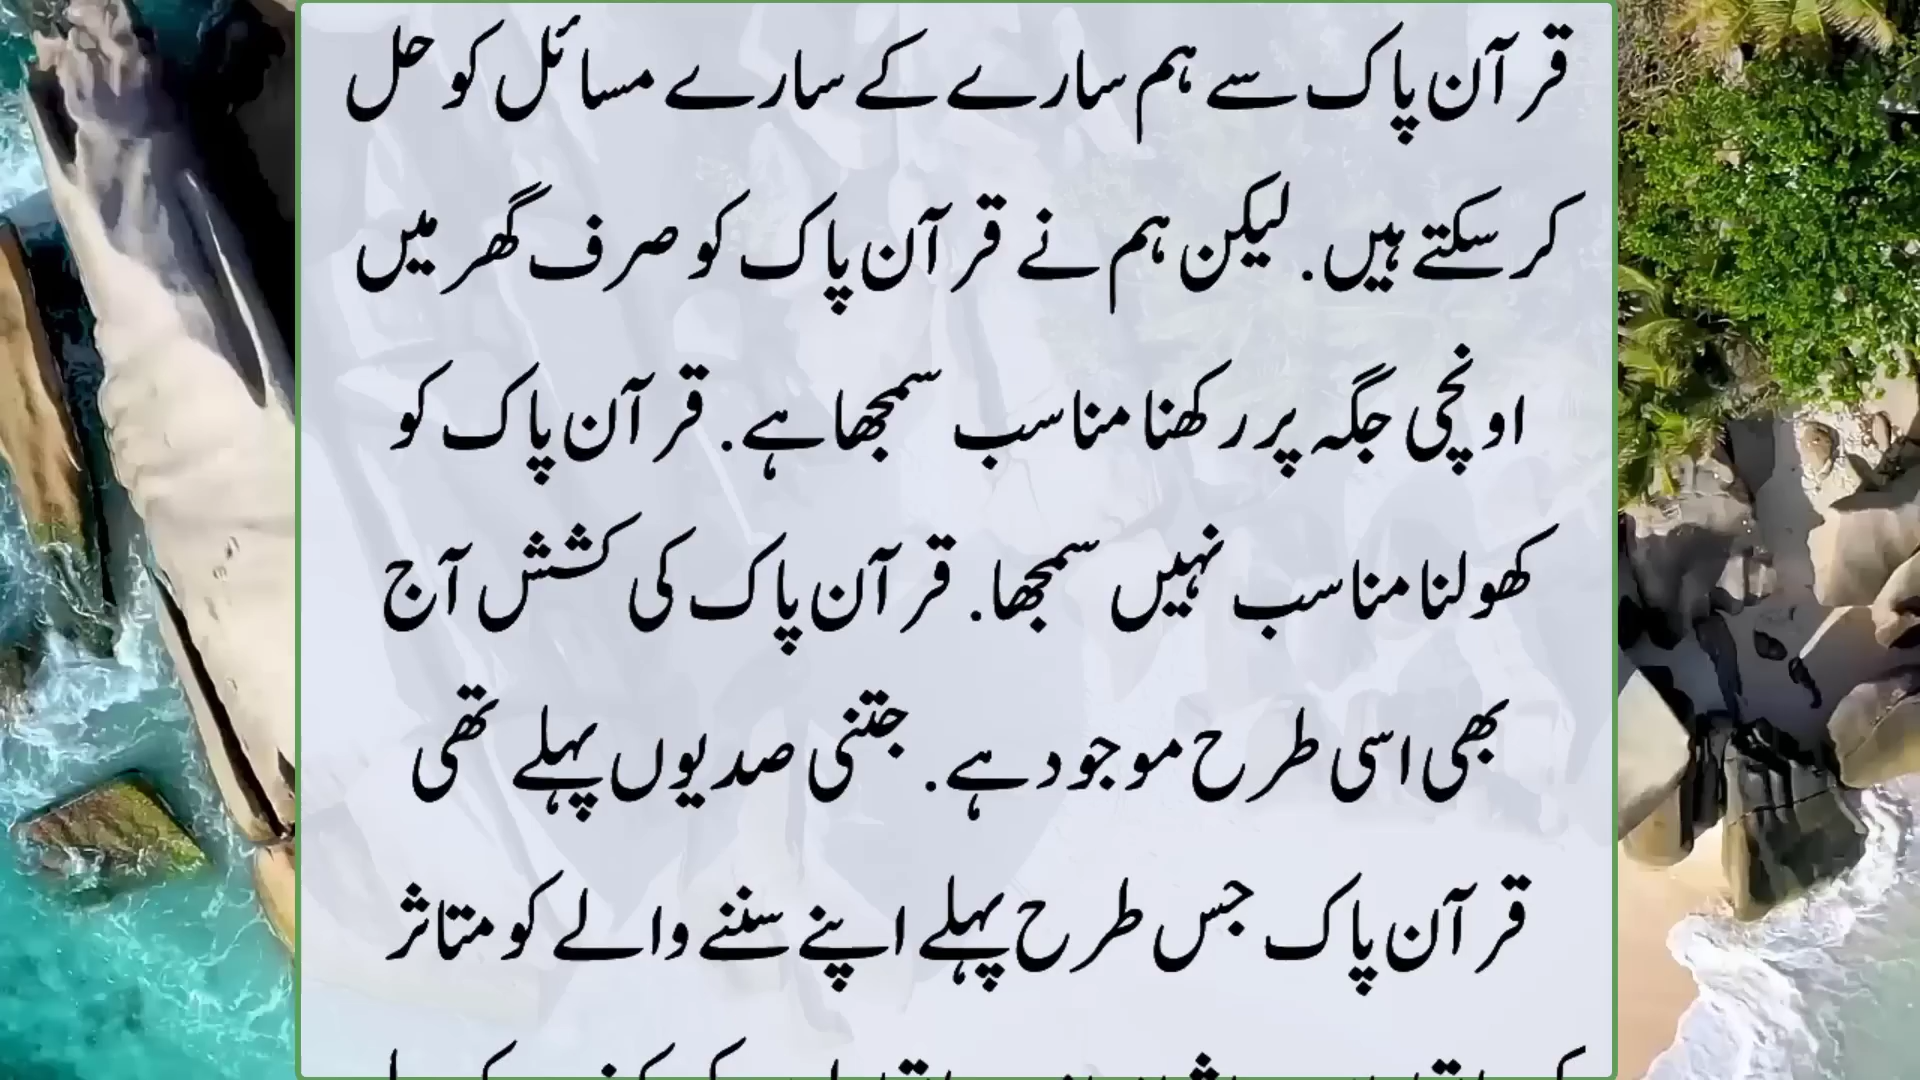 قرآن پاک سے ہم سارے کے سارے مسائل کو حل
کر سکتے ہیں. لیکن ہم نے قرآن پاک کو صرف گھر میں
اونچی جگہ پر رکھنا مناسب سمجھا ہے. قرآن پاک کو
کھولنا مناسب نہیں سمجھا. قرآن پاک کی کشش آج
بھی اسی طرح موجود ہے. جتنی صدیوں پہلے تھی
قرآن پاک جس طرح پہلے اپنے سننے والے کو متاثر